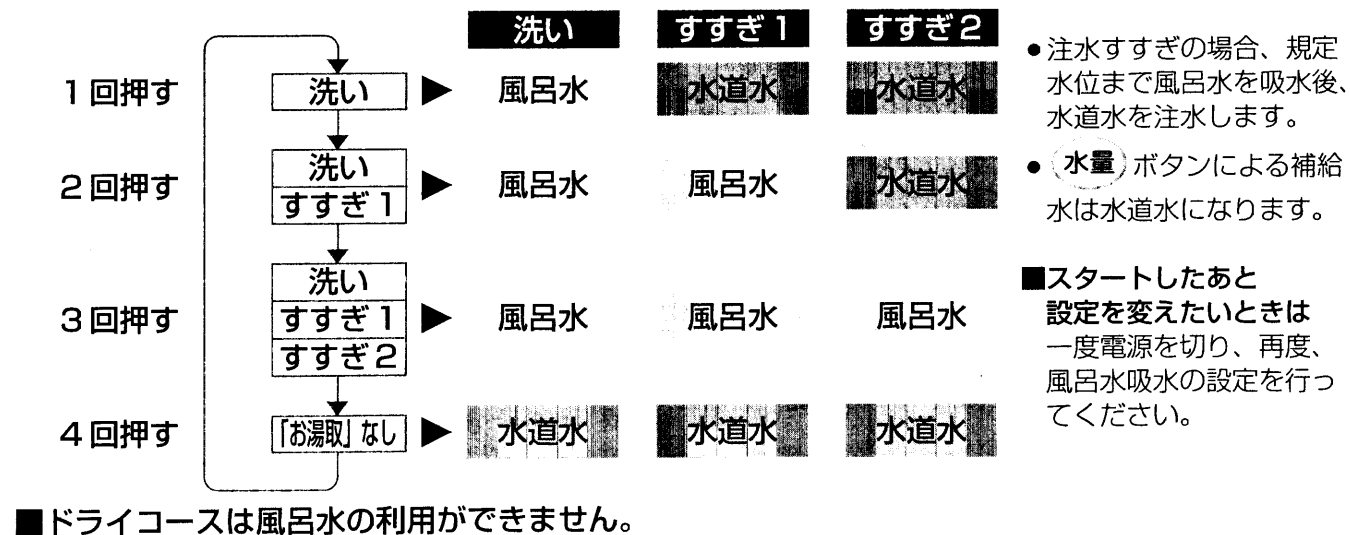 洗い すすぎ1 すすぎ2
1回押す 洗い ▶ 風呂水 水道水 水道水
2回押す 洗い すすぎ1 ▶ 風呂水 風呂水 水道水
3回押す 洗い すすぎ1 すすぎ2 ▶ 風呂水 風呂水 風呂水
4回押す 「お湯取」なし ▶ 水道水 水道水 水道水
●注水すすぎの場合、規定
水位まで風呂水を吸水後、
水道水を注水します。
●水量ボタンによる補給
水は水道水になります。
■スタートしたあと
設定を変えたいときは
一度電源を切り、再度、
風呂水吸水の設定を行っ
てください。
■ドライコースは風呂水の利用ができません。